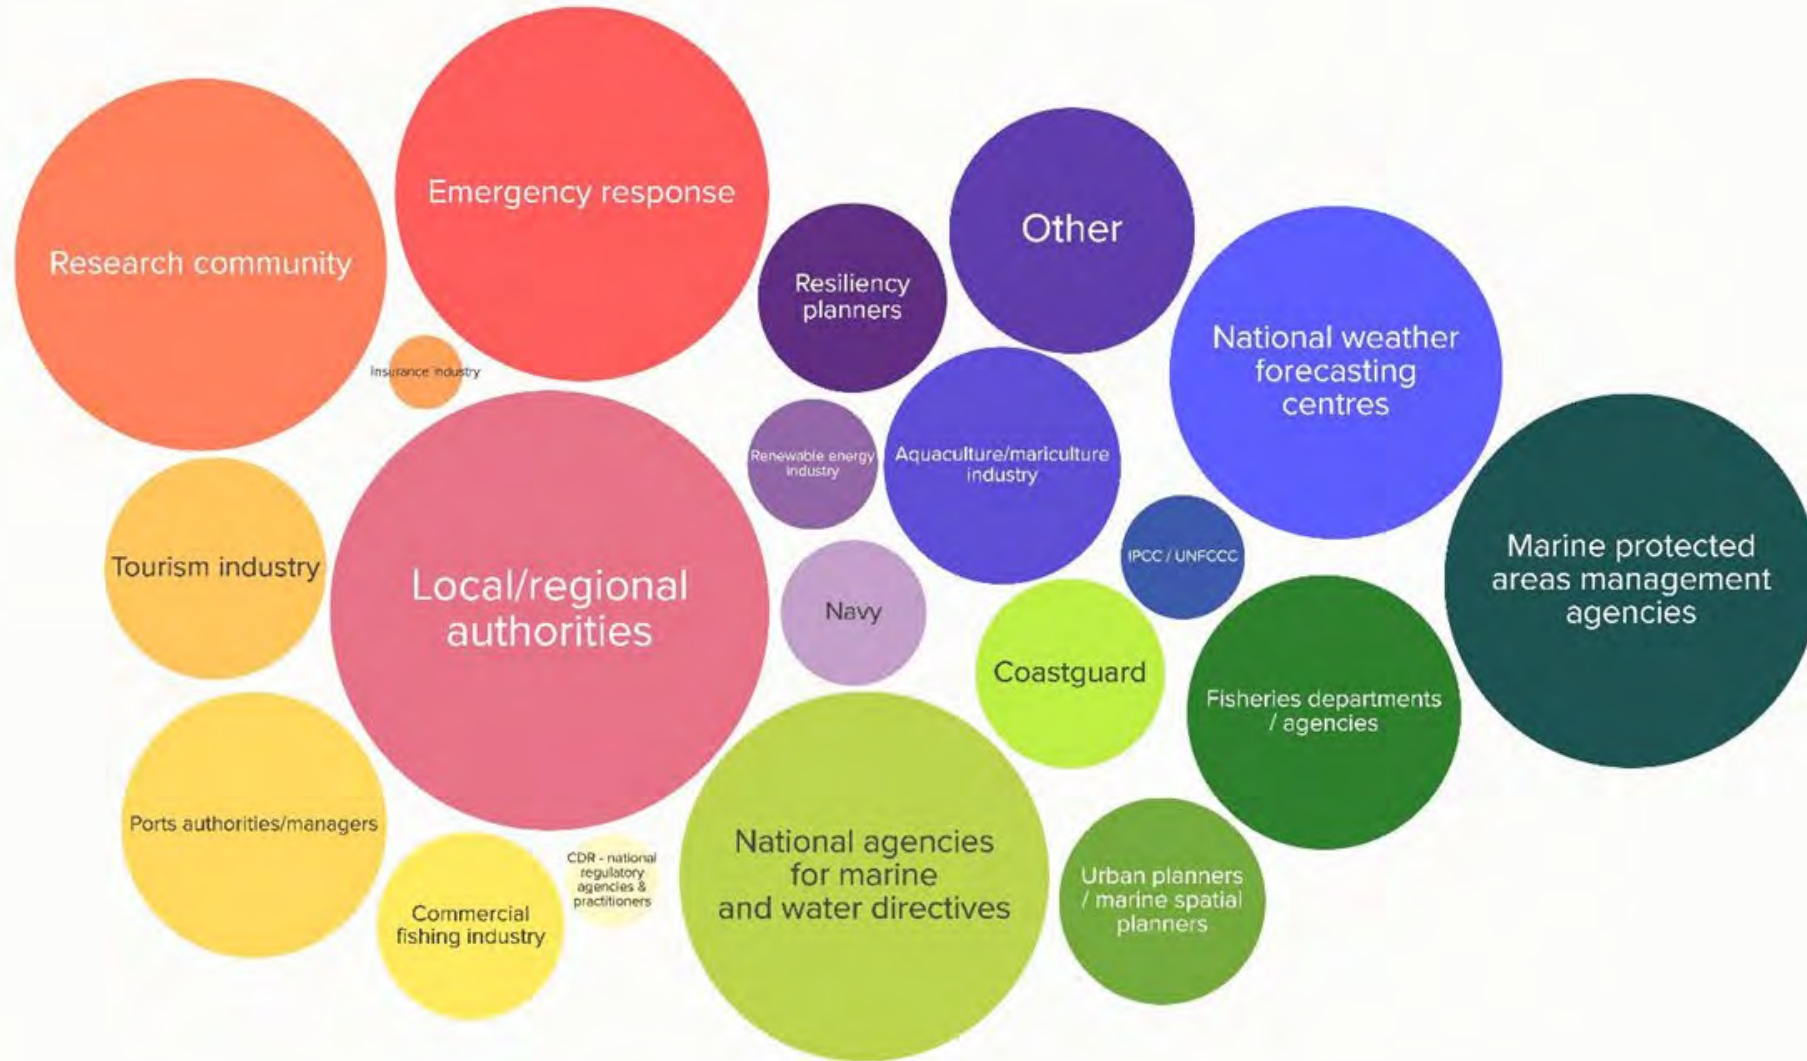 Research community
Emergency response
Insurance industry
Resiliency
planners
Other
National weather
forecasting
centres
Renewable energy
industry
Aquaculture/mariculture
industry
IPCC / UNFCCC
Marine protected
areas management
agencies
Tourism industry
Local/regional
authorities
Navy
Coastguard
Fisheries departments
/ agencies
Ports authorities/managers
Commercial
fishing industry
CDR - national
regulatory
agencies &
practitioners
National agencies
for marine
and water directives
Urban planners
/ marine spatial
planners